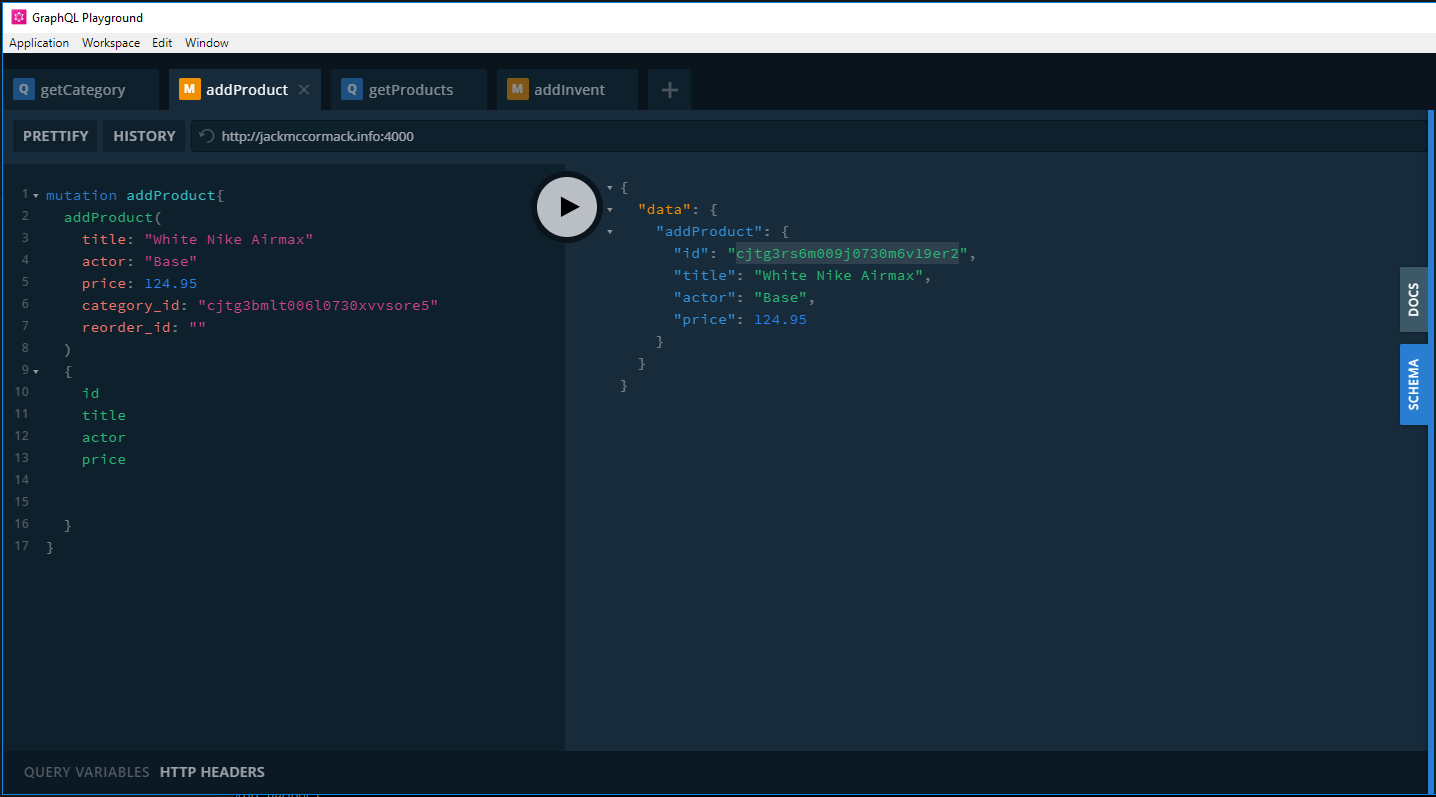 GraphQL Playground
Application Workspace Edit Window
Q getCategory M addProduct × Q getProducts M addInvent +
PRETTIFY HISTORY http://jackmccormack.info:4000
1 mutation addProduct{
2 addProduct(
3 title: "White Nike Airmax"
4 actor: "Base"
5 price: 124.95
6 category_id: "cjtg3bmlt006l0730xvvsore5"
7 reorder_id: ""
8 )
9 {
10 id
11 title
12 actor
13 price
14
15
16 }
17 }
{
"data": {
"addProduct": {
"id": "cjtg3rs6m009j0730m6vl9er2",
"title": "White Nike Airmax",
"actor": "Base",
"price": 124.95
}
}
}
DOCS
SCHEMA
QUERY VARIABLES HTTP HEADERS